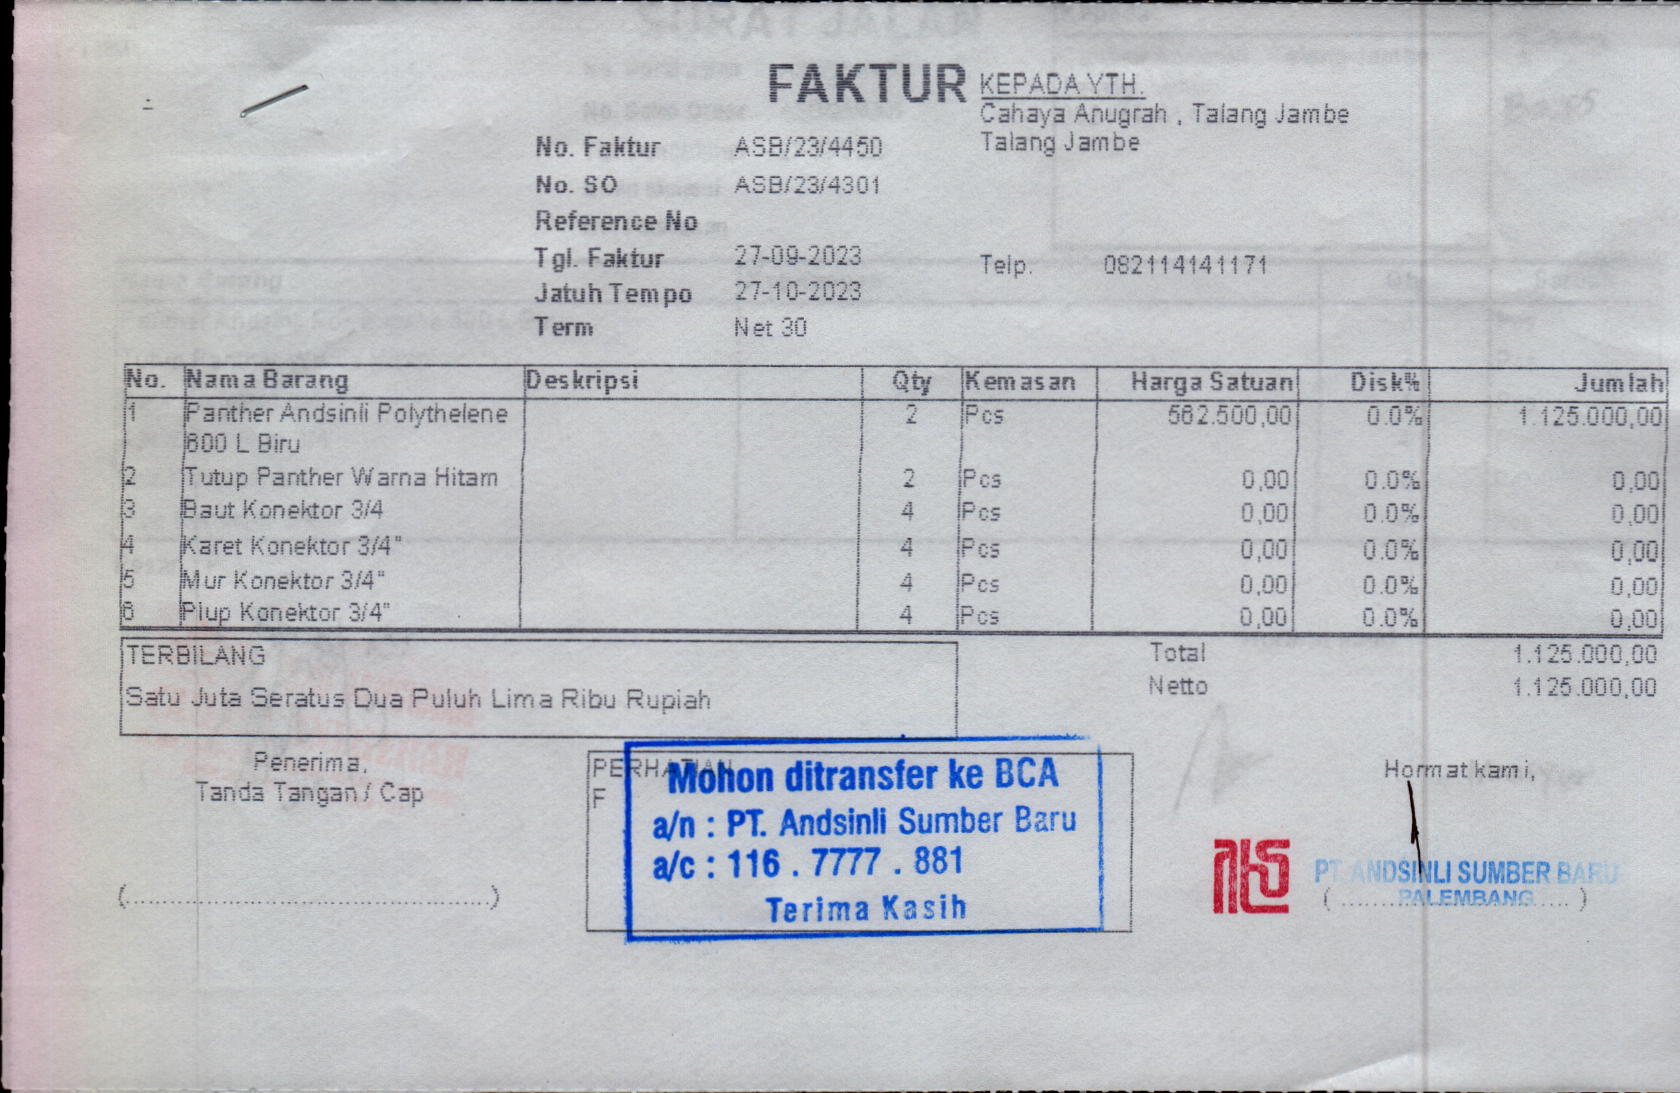 FAKTUR
KEPADA YTH.
Cahaya Anugrah , Talang Jambe
Talang Jambe
No. Faktur ASB/23/4450
No. SO ASB/23/4301
Reference No
Tgl. Faktur 27-09-2023
Telp. 082114141171
Jatuh Tempo 27-10-2023
Term Net 30
No. Nama Barang Deskripsi Qty Kemasan Harga Satuan Disk% Jumlah
1 Panther Andsinli Polythelene 2 Pcs 562.500,00 0.0% 1.125.000,00
600 L Biru
2 Tutup Panther Warna Hitam 2 Pcs 0,00 0.0% 0,00
3 Baut Konektor 3/4 4 Pcs 0,00 0.0% 0,00
4 Karet Konektor 3/4" 4 Pcs 0,00 0.0% 0,00
5 Mur Konektor 3/4" 4 Pcs 0,00 0.0% 0,00
6 Plup Konektor 3/4" 4 Pcs 0,00 0.0% 0,00
TERBILANG
Satu Juta Seratus Dua Puluh Lima Ribu Rupiah
Total 1.125.000,00
Netto 1.125.000,00
Penerima,
Tanda Tangan / Cap
(..........................................)
PERHATIAN
F
Mohon ditransfer ke BCA
a/n : PT. Andsinli Sumber Baru
a/c : 116 . 7777 . 881
Terima Kasih
Hormat kami,
PT ANDSINLI SUMBER BARU
PALEMBANG